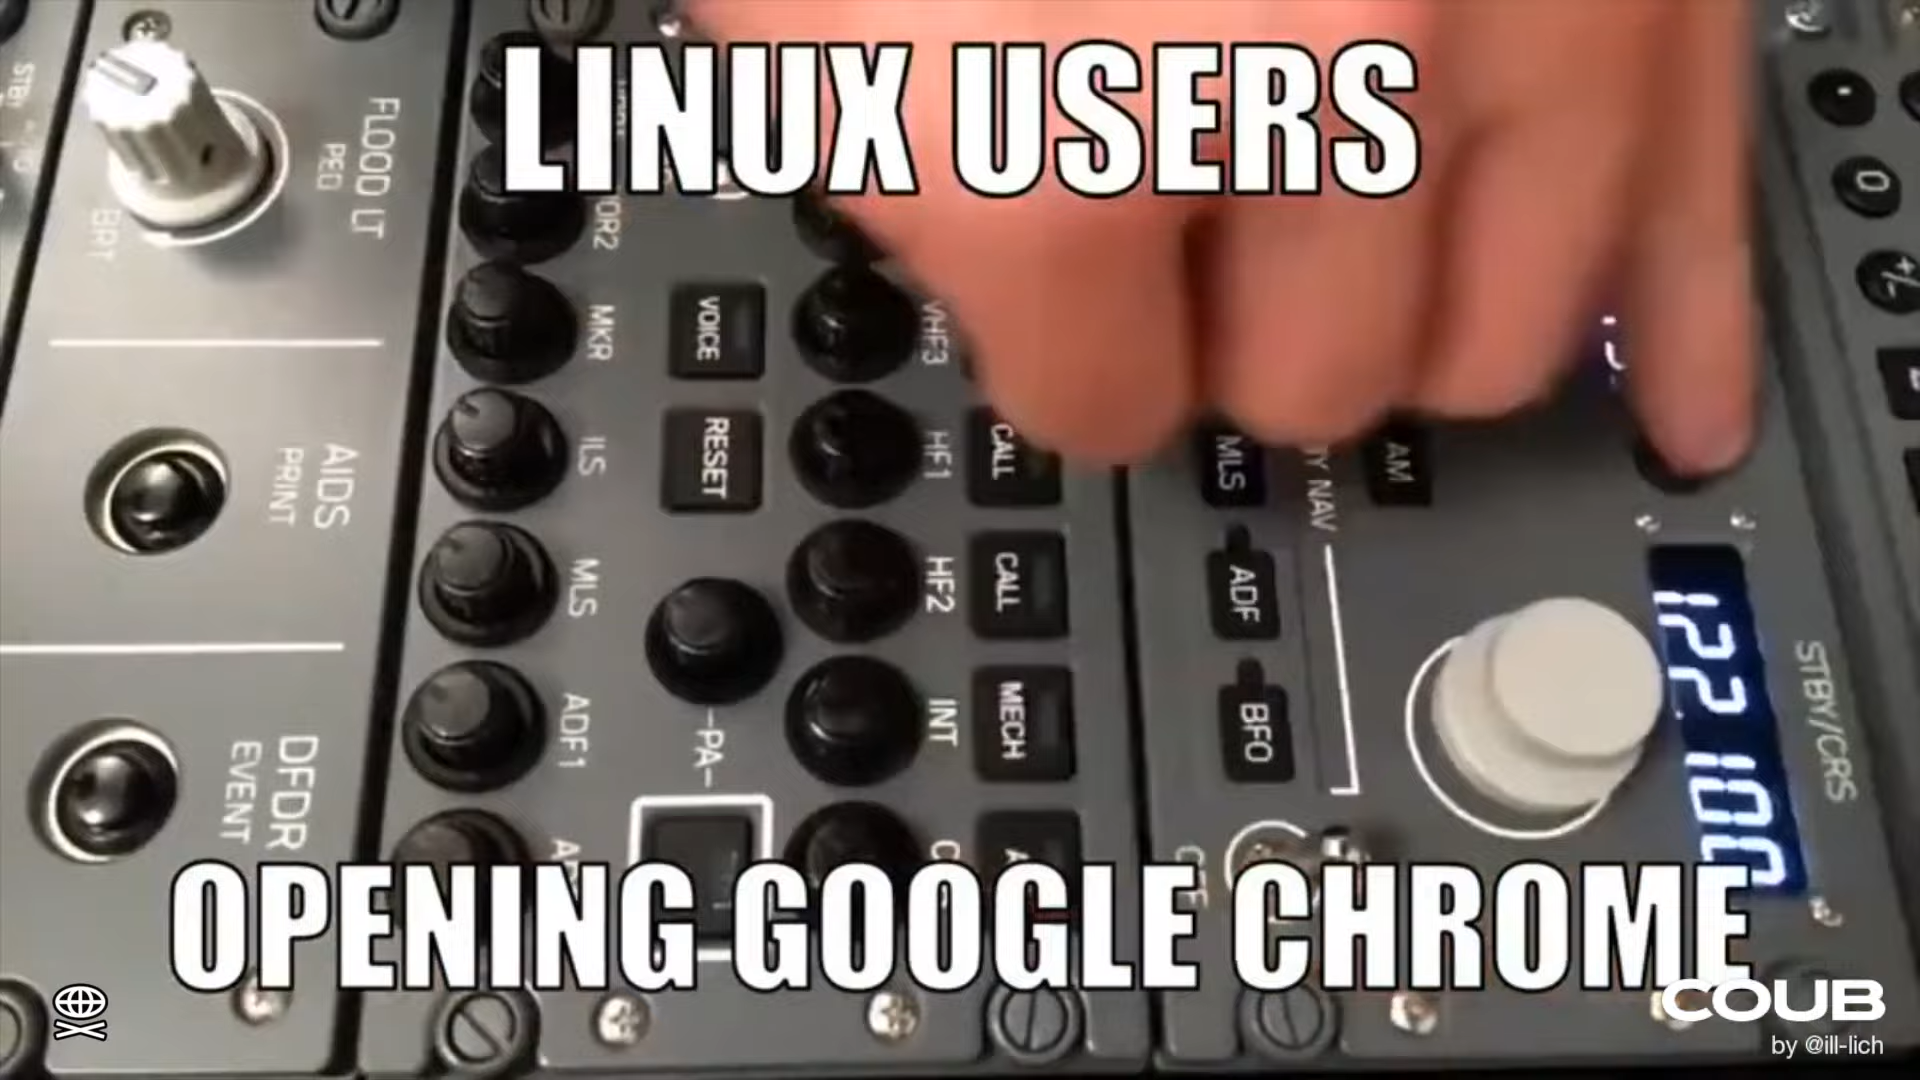 LINUX USERS
FLOOD LT
PED
BRT
AIDS
PRINT
DFDR
EVENT
MKR
ILS
MLS
ADF1
VOICE
RESET
-PA-
VHF3
HF1
HF2
INT
CALL
CALL
MECH
MLS
ADF
BFO
NAV
AM
122.100
STBY/CRS
0
+/-
OPENING GOOGLE CHROME
COUB
by @ill-lich